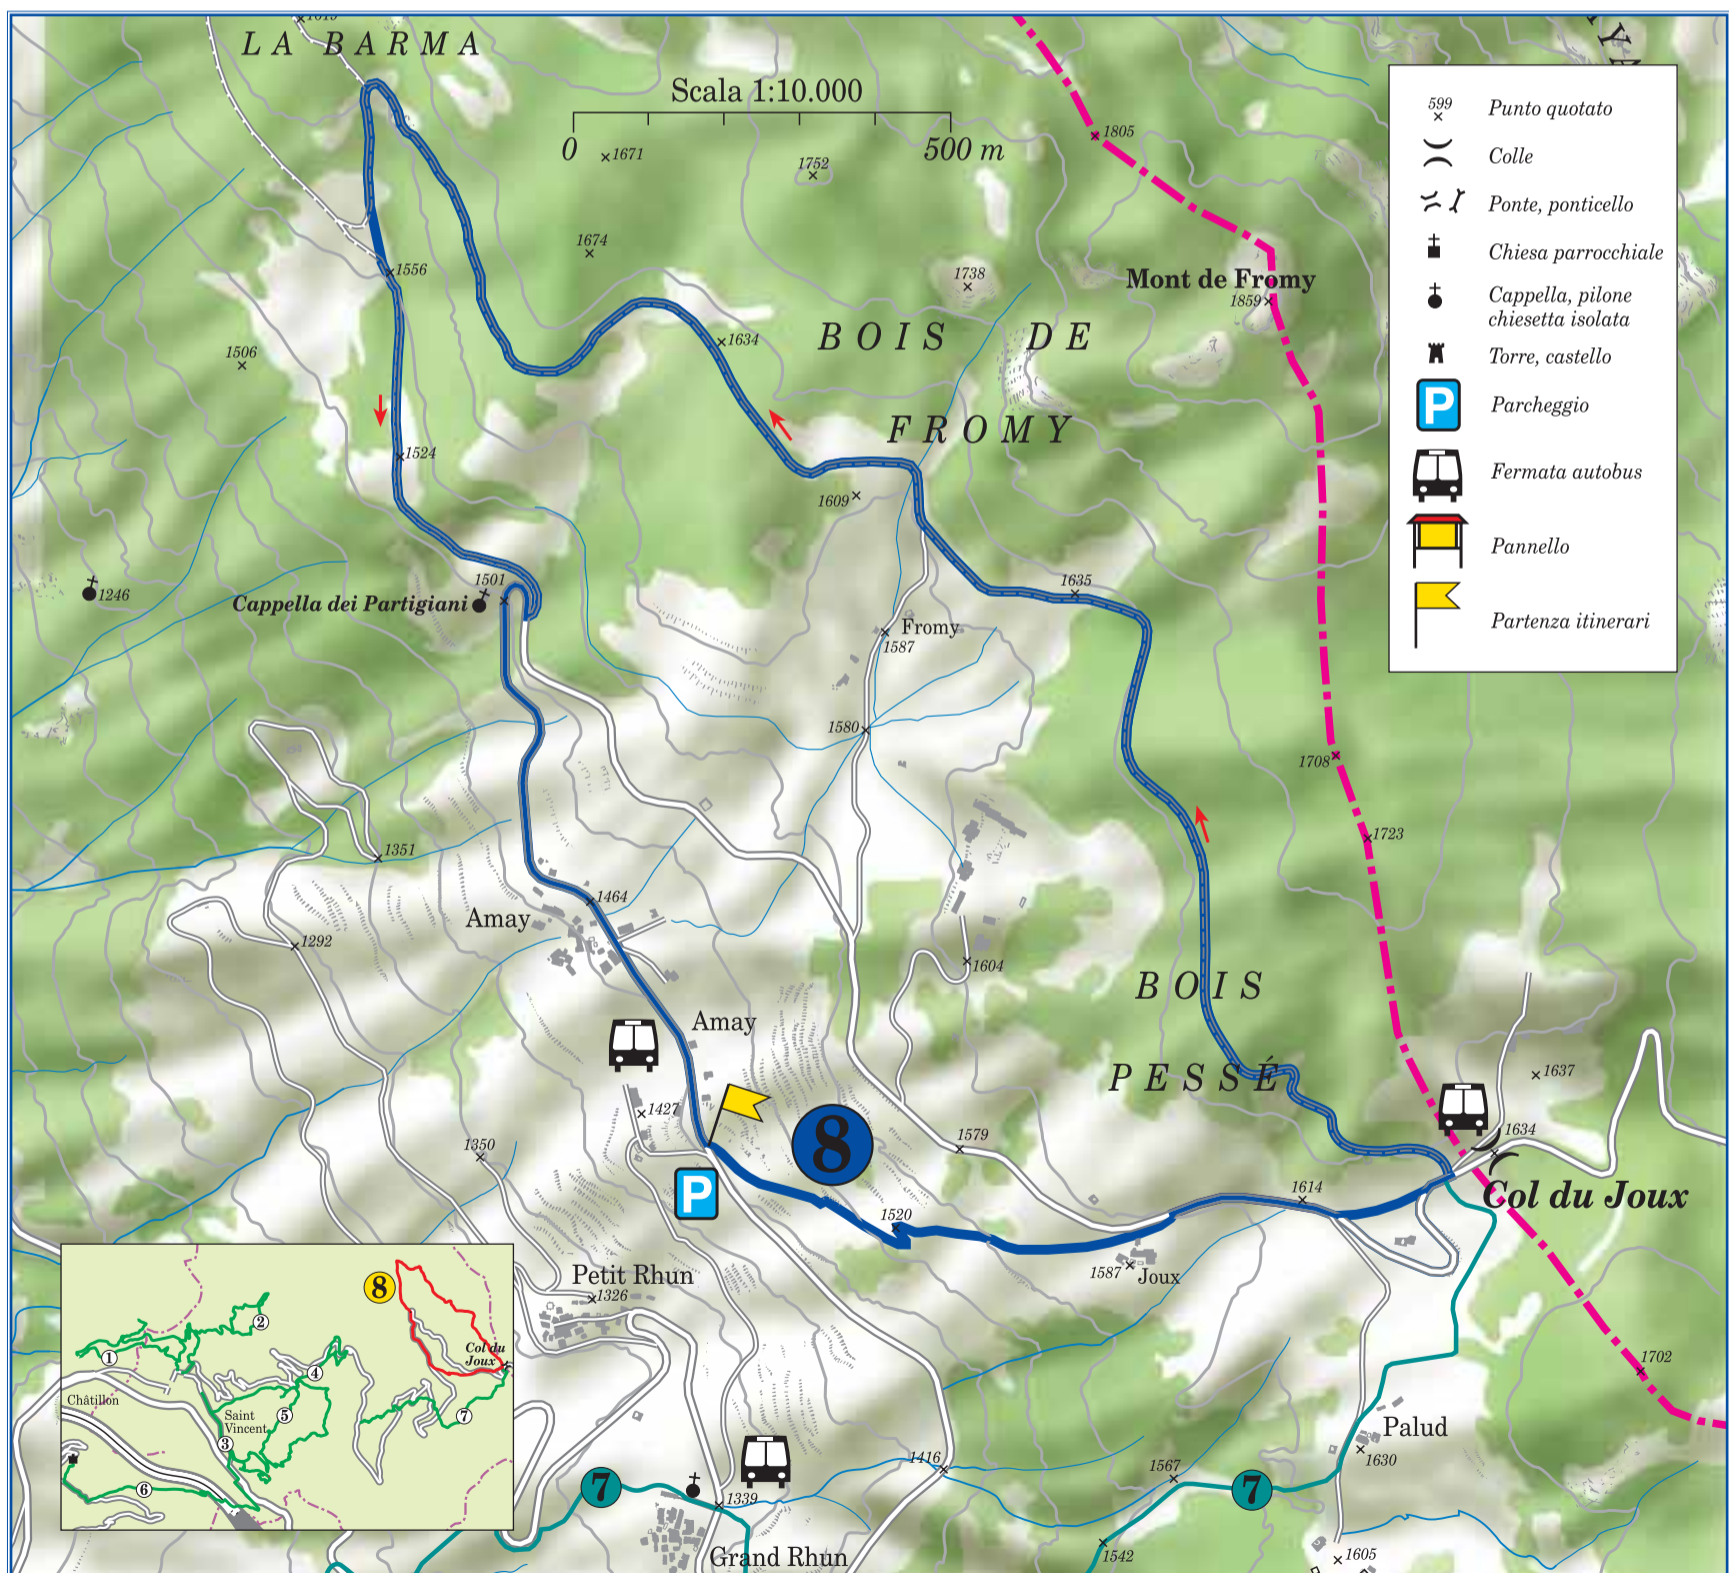 1619
LA BARMA
Scala 1:10.000
0
500 m
1671
1752
1805
1674
1556
1738
Mont de Fromy
1859
1506
1634
BOIS DE
FROMY
1524
1609
1501
Cappella dei Partigiani
1246
1635
Fromy
1587
1580
1708
1723
1351
1464
Amay
1292
1604
BOIS
PESSÉ
Amay
1427
1350
8
1579
1637
1634
Col du Joux
1614
1520
1587
Joux
Petit Rhun
1326
1702
Palud
1630
1416
1567
7
7
1339
Grand Rhun
1542
1605
599
Punto quotato
Colle
Ponte, ponticello
Chiesa parrocchiale
Cappella, pilone
chiesetta isolata
Torre, castello
P
Parcheggio
Fermata autobus
Pannello
Partenza itinerari
P
8
2
1
4
Col du
Joux
Châtillon
Saint
Vincent
5
7
3
6